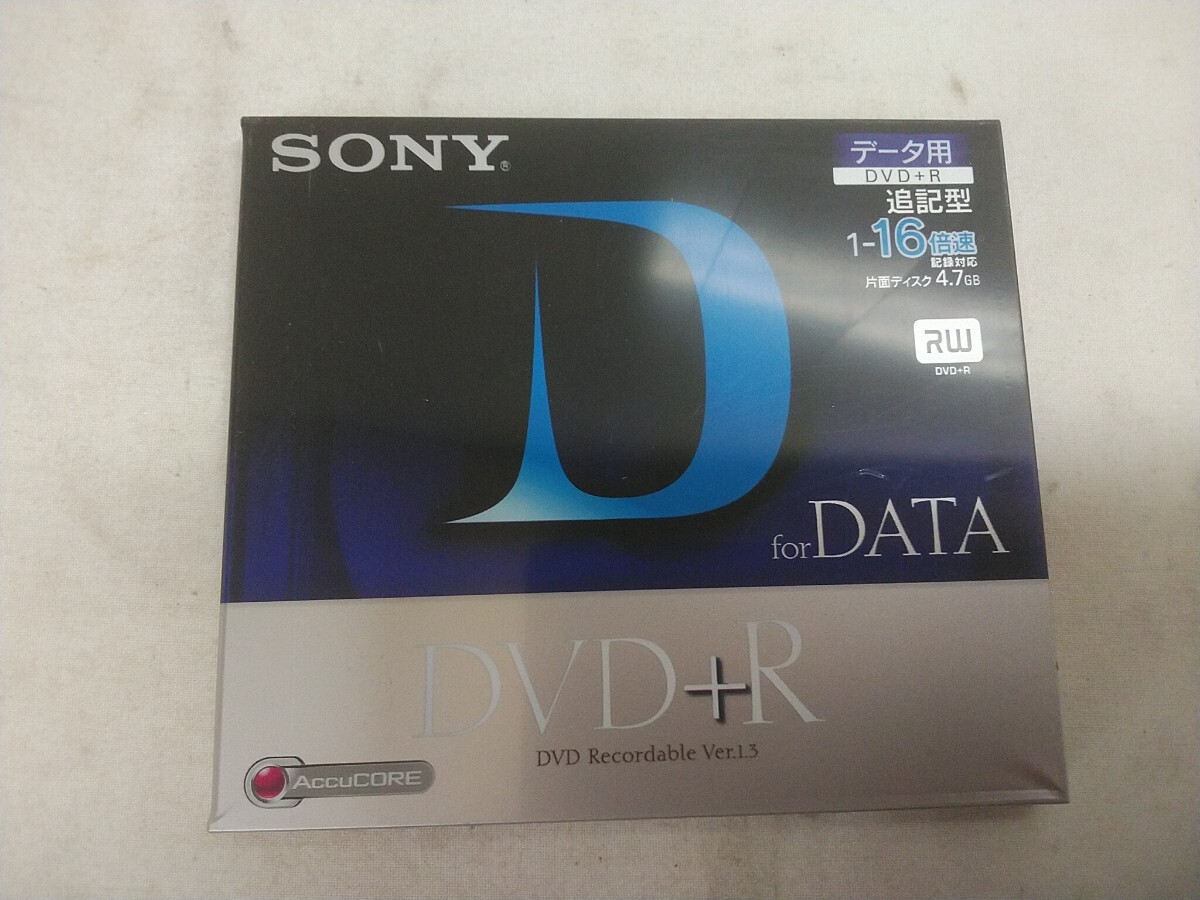 SONY®
データ用
DVD+R
追記型
1-16倍速
記録対応
片面ディスク 4.7GB
RW
DVD+R
D
for DATA
DVD+R
DVD Recordable Ver.1.3
AccuCORE